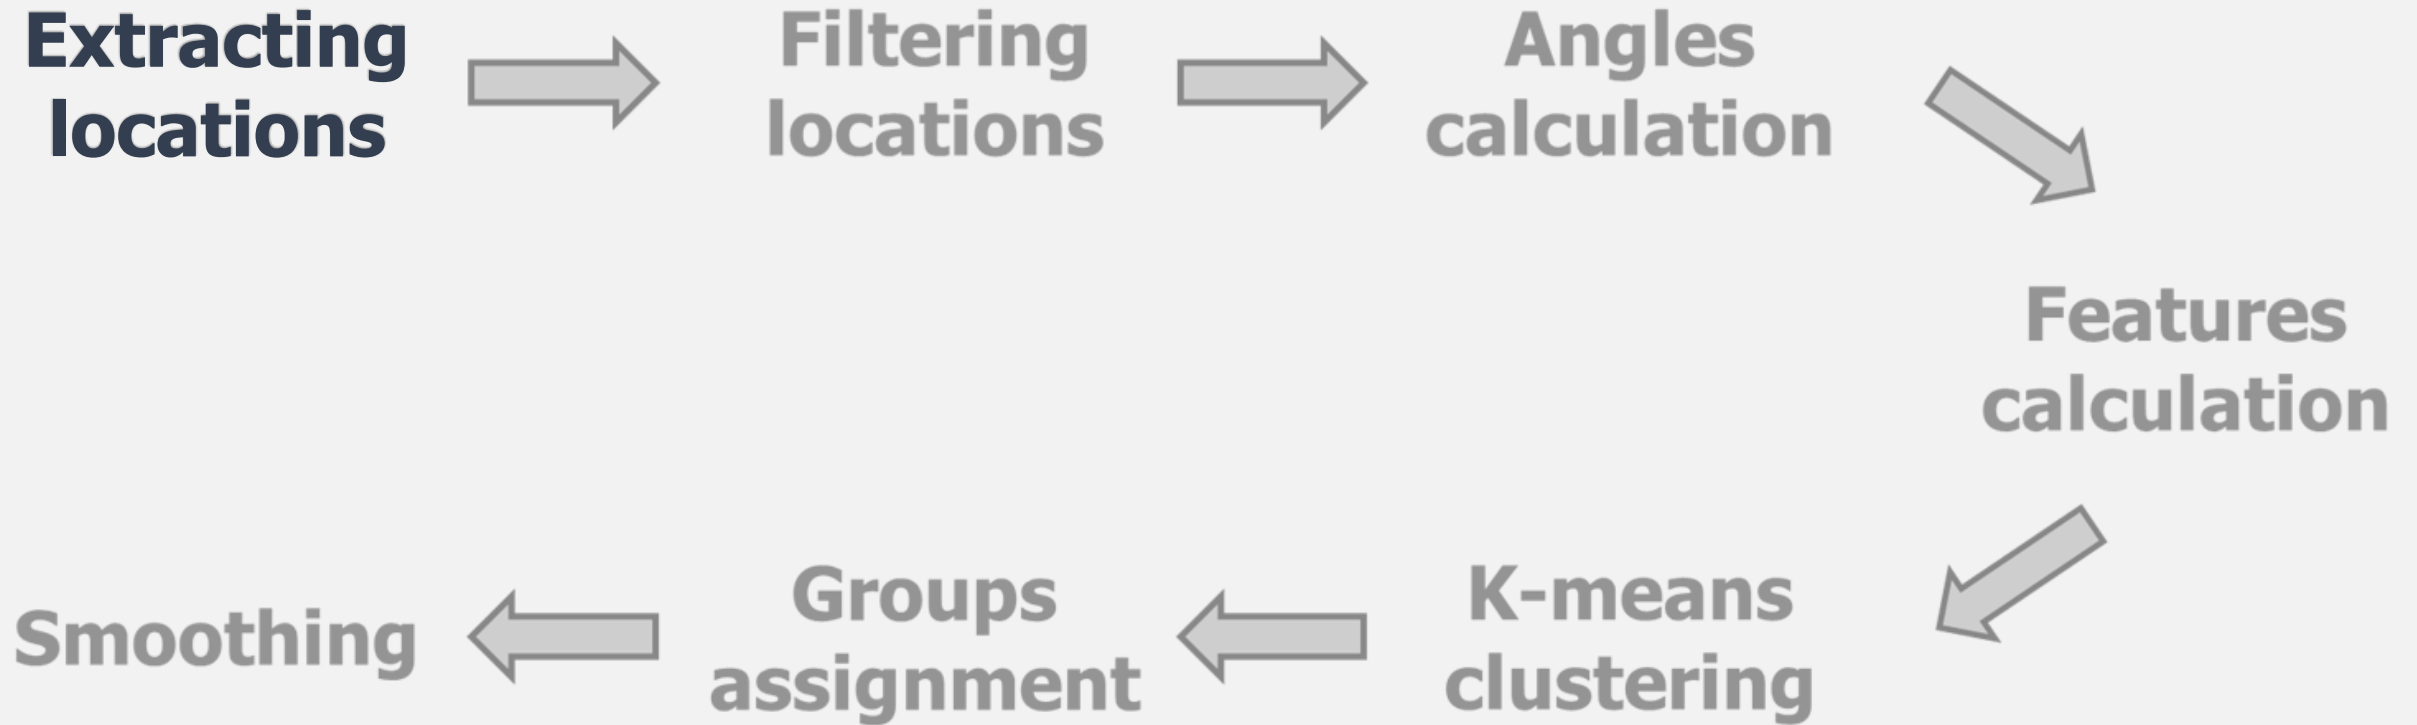 Extracting
locations
Filtering
locations
Angles
calculation
Features
calculation
K-means
clustering
Groups
assignment
Smoothing